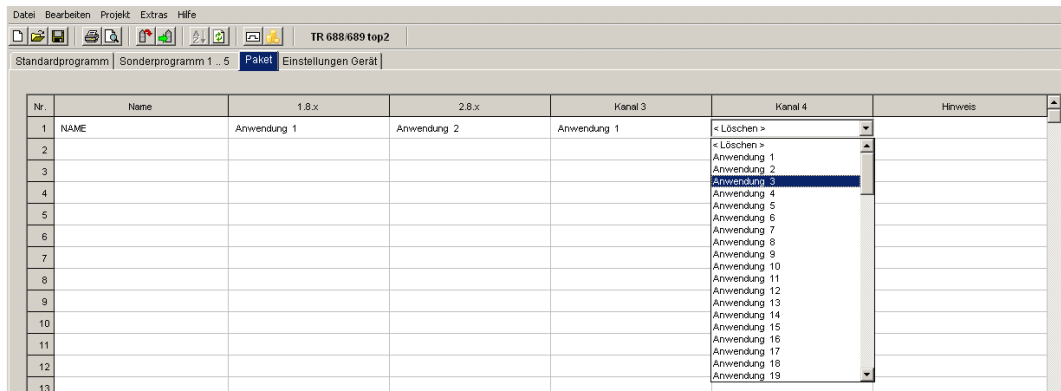 Datei Bearbeiten Projekt Extras Hilfe
TR 688/689 top2
Standardprogramm Sonderprogramm 1 .. 5 Paket Einstellungen Gerät
Nr. Name 1.8.x 2.8.x Kanal 3 Kanal 4 Hinweis
1 NAME Anwendung 1 Anwendung 2 Anwendung 1 < Löschen >
2
3
4
5
6
7
8
9
10
11
12
13
< Löschen >
Anwendung 1
Anwendung 2
Anwendung 3
Anwendung 4
Anwendung 5
Anwendung 6
Anwendung 7
Anwendung 8
Anwendung 9
Anwendung 10
Anwendung 11
Anwendung 12
Anwendung 13
Anwendung 14
Anwendung 15
Anwendung 16
Anwendung 17
Anwendung 18
Anwendung 19